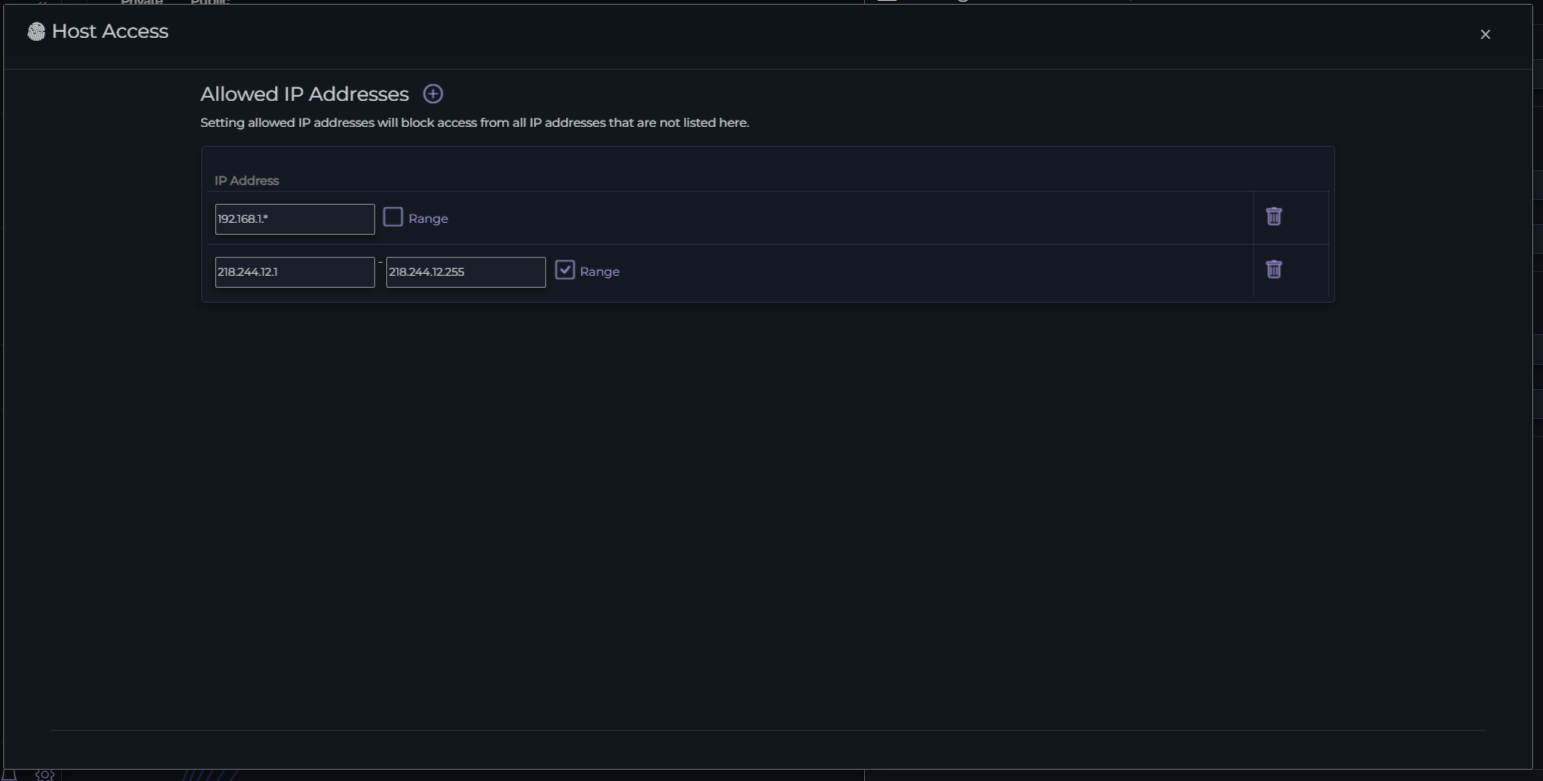 Private Public
Host Access
Allowed IP Addresses
Setting allowed IP addresses will block access from all IP addresses that are not listed here.
IP Address
192.168.1.* Range
218.244.12.1 - 218.244.12.255 Range